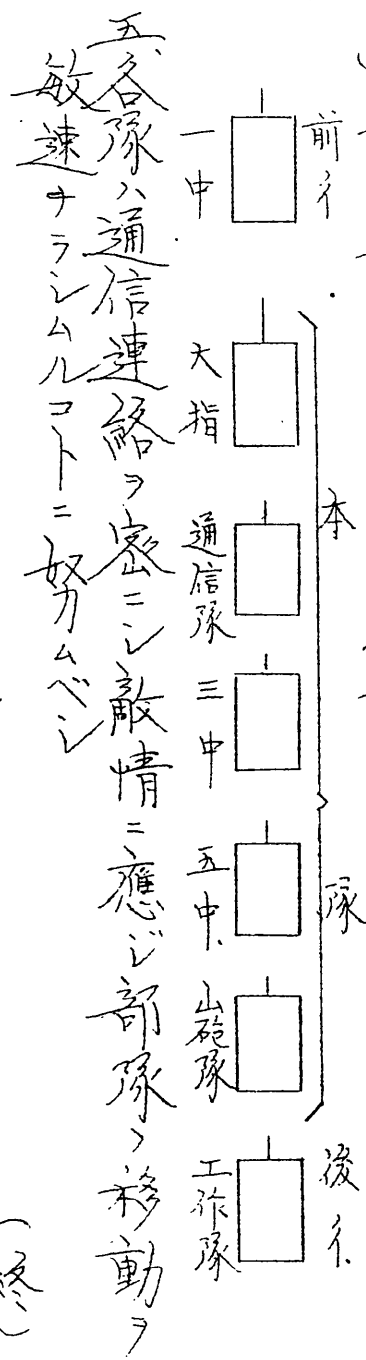 前衛
本隊
後衛
一中
大指
通信隊
三中
五中
山砲隊
工作隊
五、各隊ハ通信連絡ヲ密ニシ敵情ニ應ジ部隊ノ移動ヲ
敏速ナラシムルコトニ努ムベシ
(終)